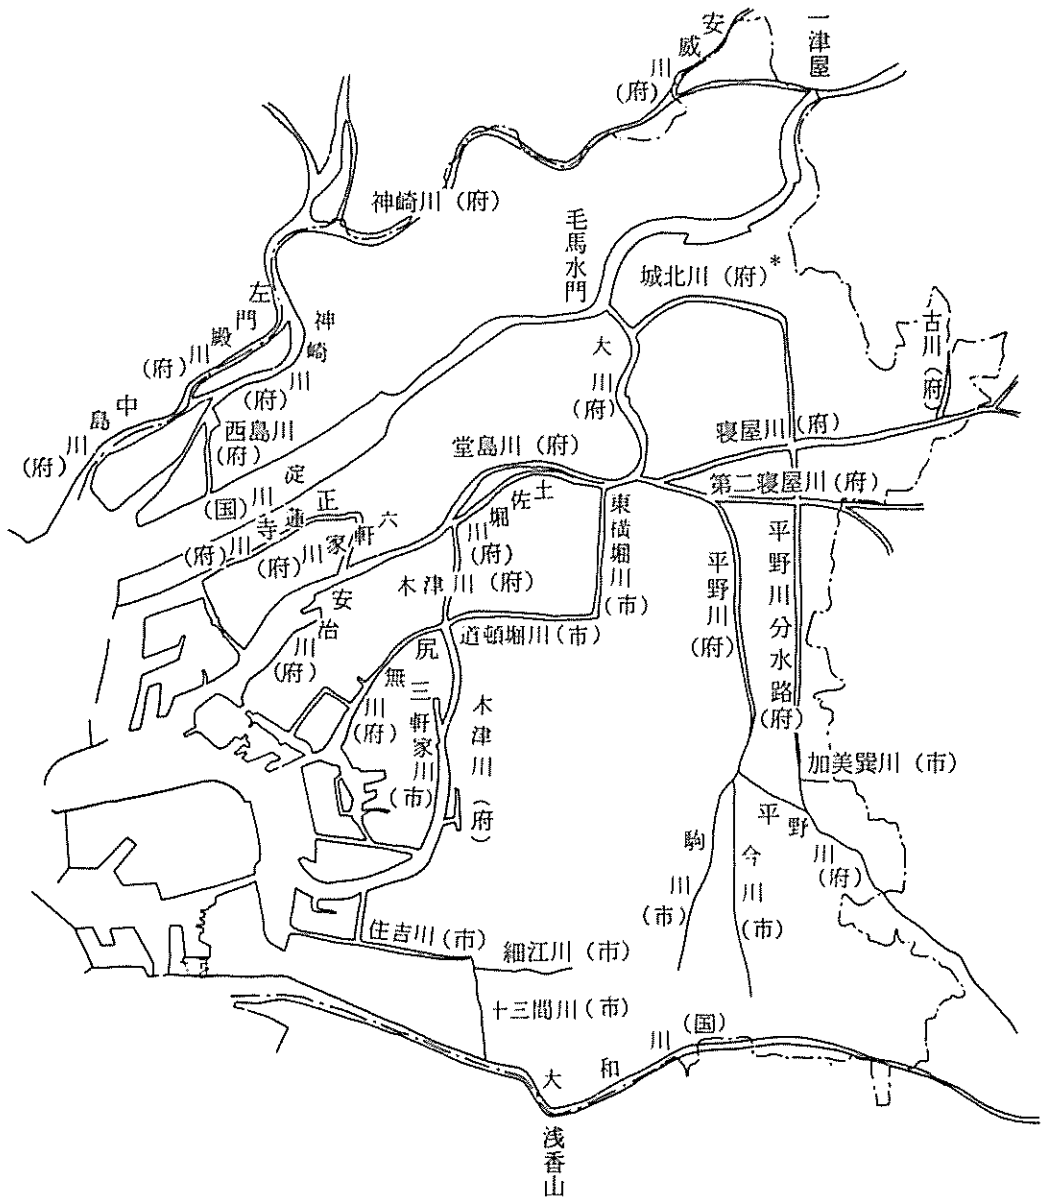 安威川（府）
一津屋
神崎川（府）
毛馬水門
城北川（府）*
左門殿川（府）
神崎川（府）
古川（府）
大川（府）
中島川（府）
西島川（府）
寝屋川（府）
堂島川（府）
第二寝屋川（府）
淀川（国）
土佐堀川（府）
東横堀川（市）
正蓮寺川（府）
六軒家川（府）
平野川（府）
平野川分水路（府）
木津川（府）
安治川（府）
道頓堀川（市）
尻無川（府）
三軒家川（市）
木津川（府）
加美巽川（市）
平野川（府）
駒川（市）
今川（市）
住吉川（市）
細江川（市）
十三間川（市）
大和川（国）
浅香山